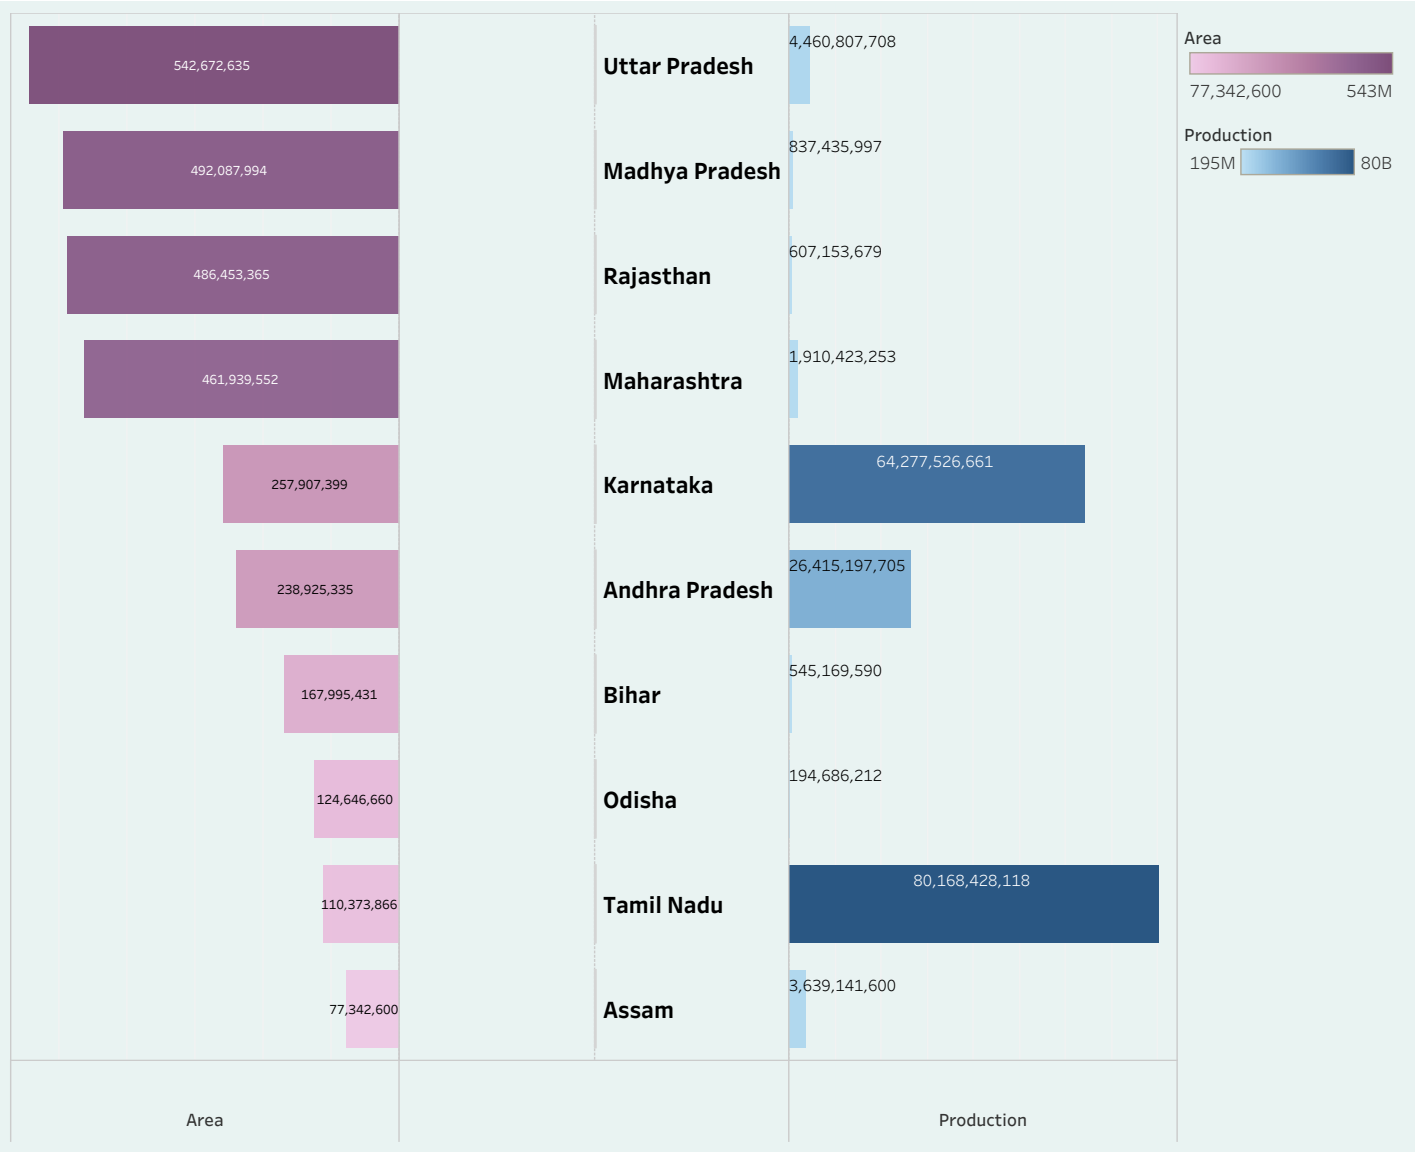 542,672,635
Uttar Pradesh
4,460,807,708
492,087,994
Madhya Pradesh
837,435,997
486,453,365
Rajasthan
607,153,679
461,939,552
Maharashtra
1,910,423,253
257,907,399
Karnataka
64,277,526,661
238,925,335
Andhra Pradesh
26,415,197,705
167,995,431
Bihar
545,169,590
124,646,660
Odisha
194,686,212
110,373,866
Tamil Nadu
80,168,428,118
77,342,600
Assam
3,639,141,600
Area
Production
Area
77,342,600 543M
Production
195M 80B